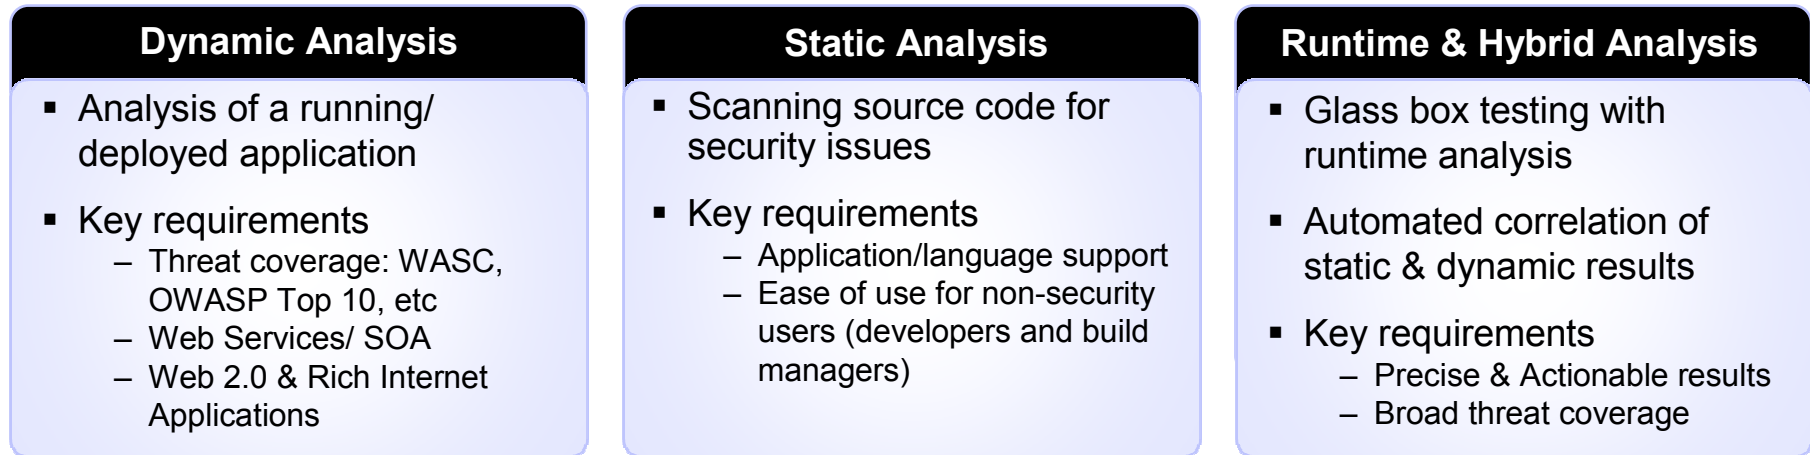 Dynamic Analysis
▪ Analysis of a running/
deployed application
▪ Key requirements
– Threat coverage: WASC,
OWASP Top 10, etc
– Web Services/ SOA
– Web 2.0 & Rich Internet
Applications
Static Analysis
▪ Scanning source code for
security issues
▪ Key requirements
– Application/language support
– Ease of use for non-security
users (developers and build
managers)
Runtime & Hybrid Analysis
▪ Glass box testing with
runtime analysis
▪ Automated correlation of
static & dynamic results
▪ Key requirements
– Precise & Actionable results
– Broad threat coverage